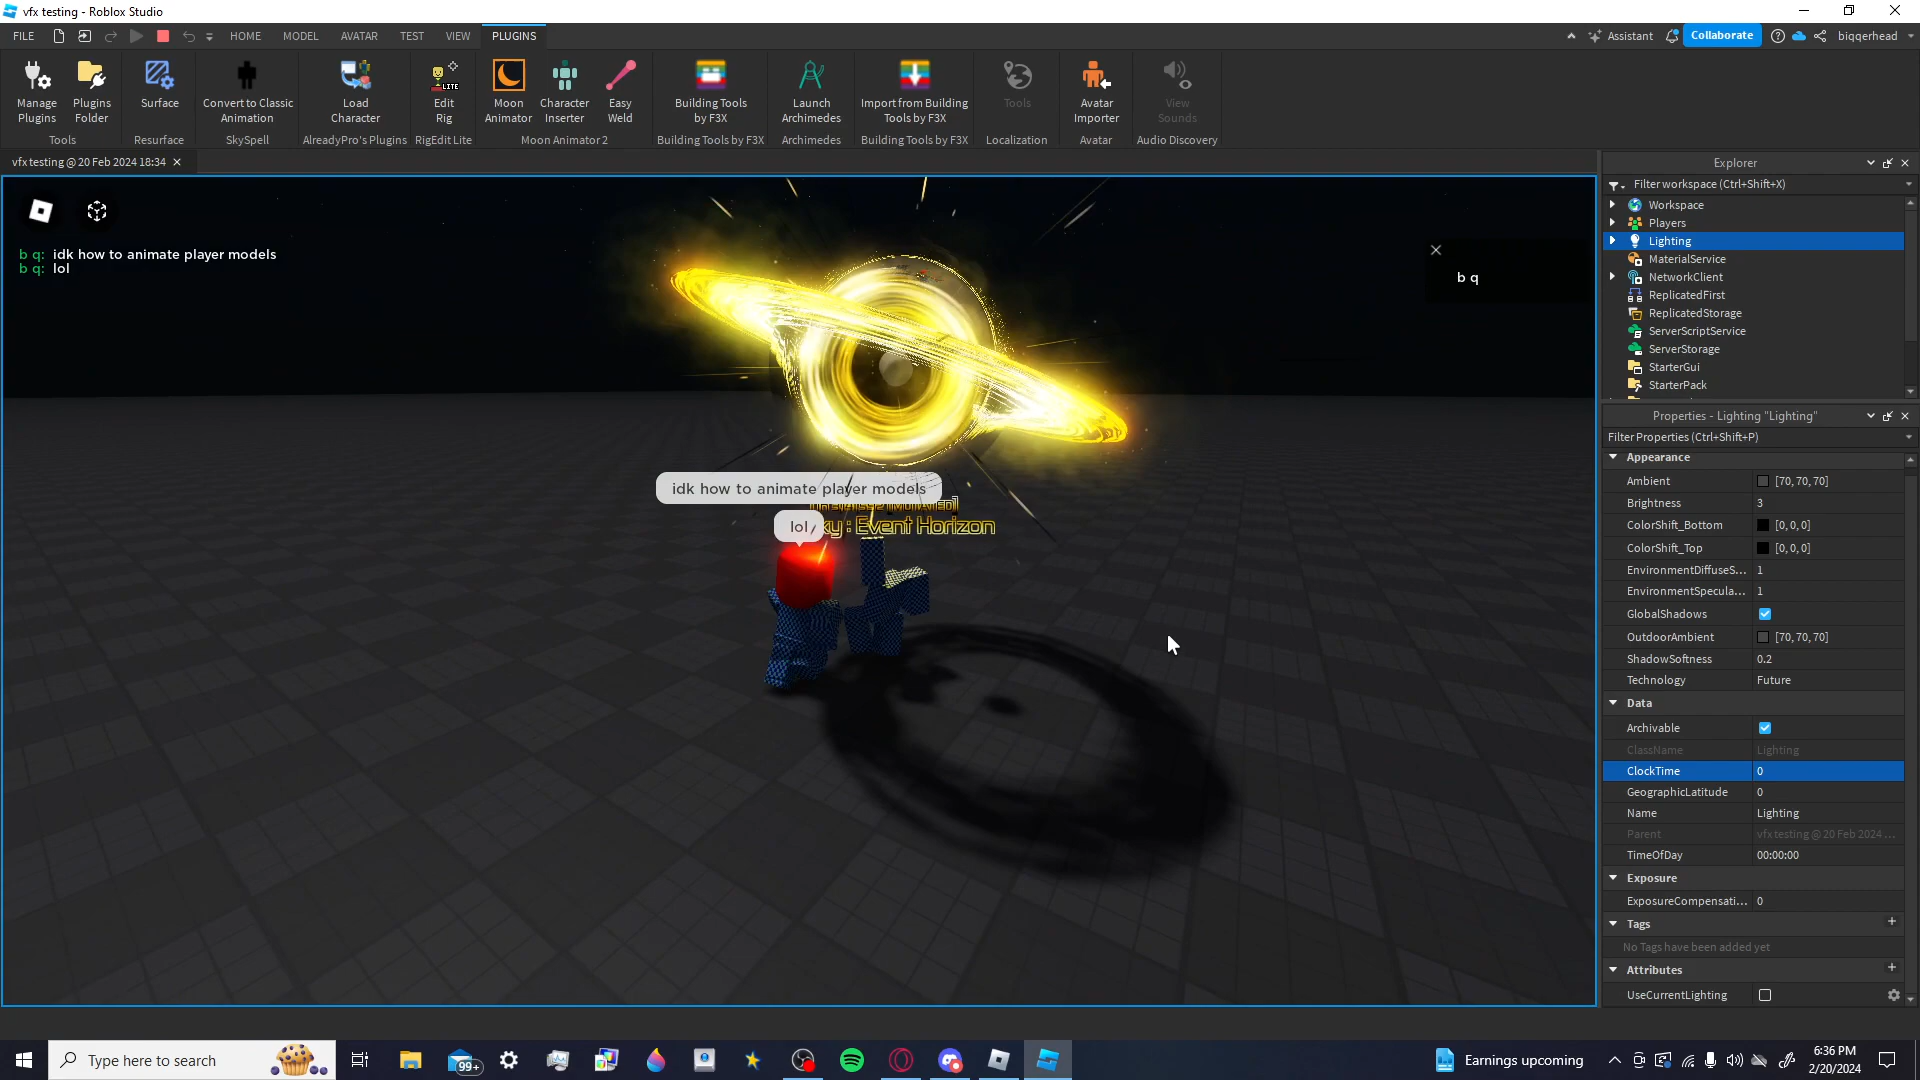 vfx testing - Roblox Studio
FILE
HOME
MODEL
AVATAR
TEST
VIEW
PLUGINS
Assistant
Collaborate
biqqerhead
Manage Plugins
Plugins Folder
Surface
Convert to Classic Animation
Load Character
Edit Rig
LITE
Moon Animator
Character Inserter
Easy Weld
Building Tools by F3X
Launch Archimedes
Import from Building Tools by F3X
Tools
Avatar Importer
View Sounds
Tools
Resurface
SkySpell
AlreadyPro's Plugins
RigEdit Lite
Moon Animator 2
Building Tools by F3X
Archimedes
Building Tools by F3X
Localization
Avatar
Audio Discovery
vfx testing @ 20 Feb 2024 18:34
b q: idk how to animate player models
b q: lol
b q
idk how to animate player models
lol
ky : Event Horizon
Explorer
Filter workspace (Ctrl+Shift+X)
Workspace
Players
Lighting
MaterialService
NetworkClient
ReplicatedFirst
ReplicatedStorage
ServerScriptService
ServerStorage
StarterGui
StarterPack
Properties - Lighting "Lighting"
Filter Properties (Ctrl+Shift+P)
Appearance
Ambient [70, 70, 70]
Brightness 3
ColorShift_Bottom [0, 0, 0]
ColorShift_Top [0, 0, 0]
EnvironmentDiffuseS... 1
EnvironmentSpecula... 1
GlobalShadows
OutdoorAmbient [70, 70, 70]
ShadowSoftness 0.2
Technology Future
Data
Archivable
ClassName Lighting
ClockTime 0
GeographicLatitude 0
Name Lighting
Parent vfx testing @ 20 Feb 2024 ...
TimeOfDay 00:00:00
Exposure
ExposureCompensati... 0
Tags
No Tags have been added yet
Attributes
UseCurrentLighting
Type here to search
99+
Earnings upcoming
6:36 PM
2/20/2024